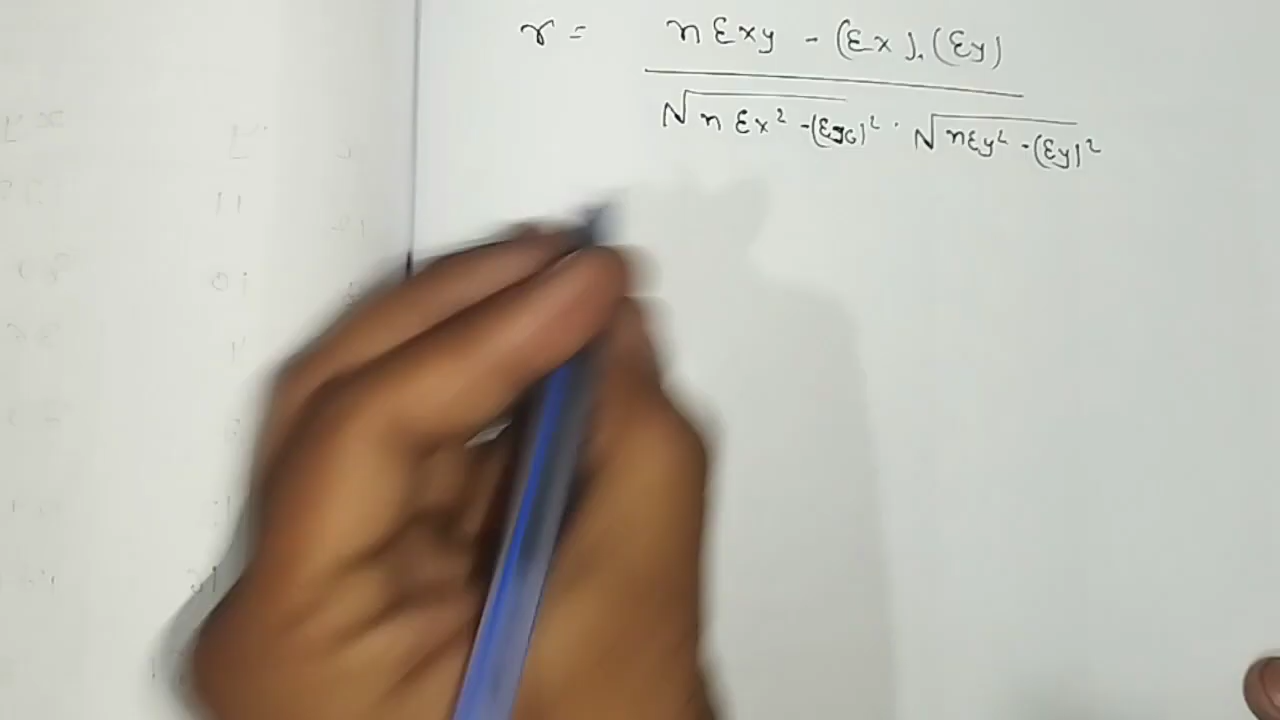 r = nΣxy - (Σx).(Σy)
√nΣx² - (Σx)² · √nΣy² - (Σy)²